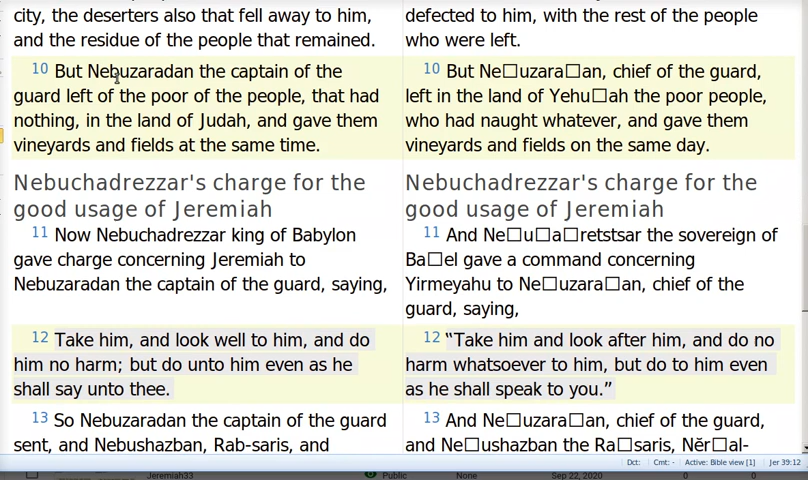 city, the deserters also that fell away to him,
and the residue of the people that remained.
10 But Nebuzaradan the captain of the
guard left of the poor of the people, that had
nothing, in the land of Judah, and gave them
vineyards and fields at the same time.
Nebuchadrezzar's charge for the
good usage of Jeremiah
11 Now Nebuchadrezzar king of Babylon
gave charge concerning Jeremiah to
Nebuzaradan the captain of the guard, saying,
12 Take him, and look well to him, and do
him no harm; but do unto him even as he
shall say unto thee.
13 So Nebuzaradan the captain of the guard
sent, and Nebushazban, Rab-saris, and
defected to him, with the rest of the people
who were left.
10 But Ne□uzara□an, chief of the guard,
left in the land of Yehu□ah the poor people,
who had naught whatever, and gave them
vineyards and fields on the same day.
Nebuchadrezzar's charge for the
good usage of Jeremiah
11 And Ne□u□a□retstsar the sovereign of
Ba□el gave a command concerning
Yirmeyahu to Ne□uzara□an, chief of the
guard, saying,
12 “Take him and look after him, and do no
harm whatsoever to him, but do to him even
as he shall speak to you.”
13 And Ne□uzara□an, chief of the guard,
and Ne□ushazban the Ra□saris, Nĕr□al-
Dct: Cmt: - Active: Bible view [1] Jer 39:12
Jeremiah33 Public None Sep 22, 2020 0 0